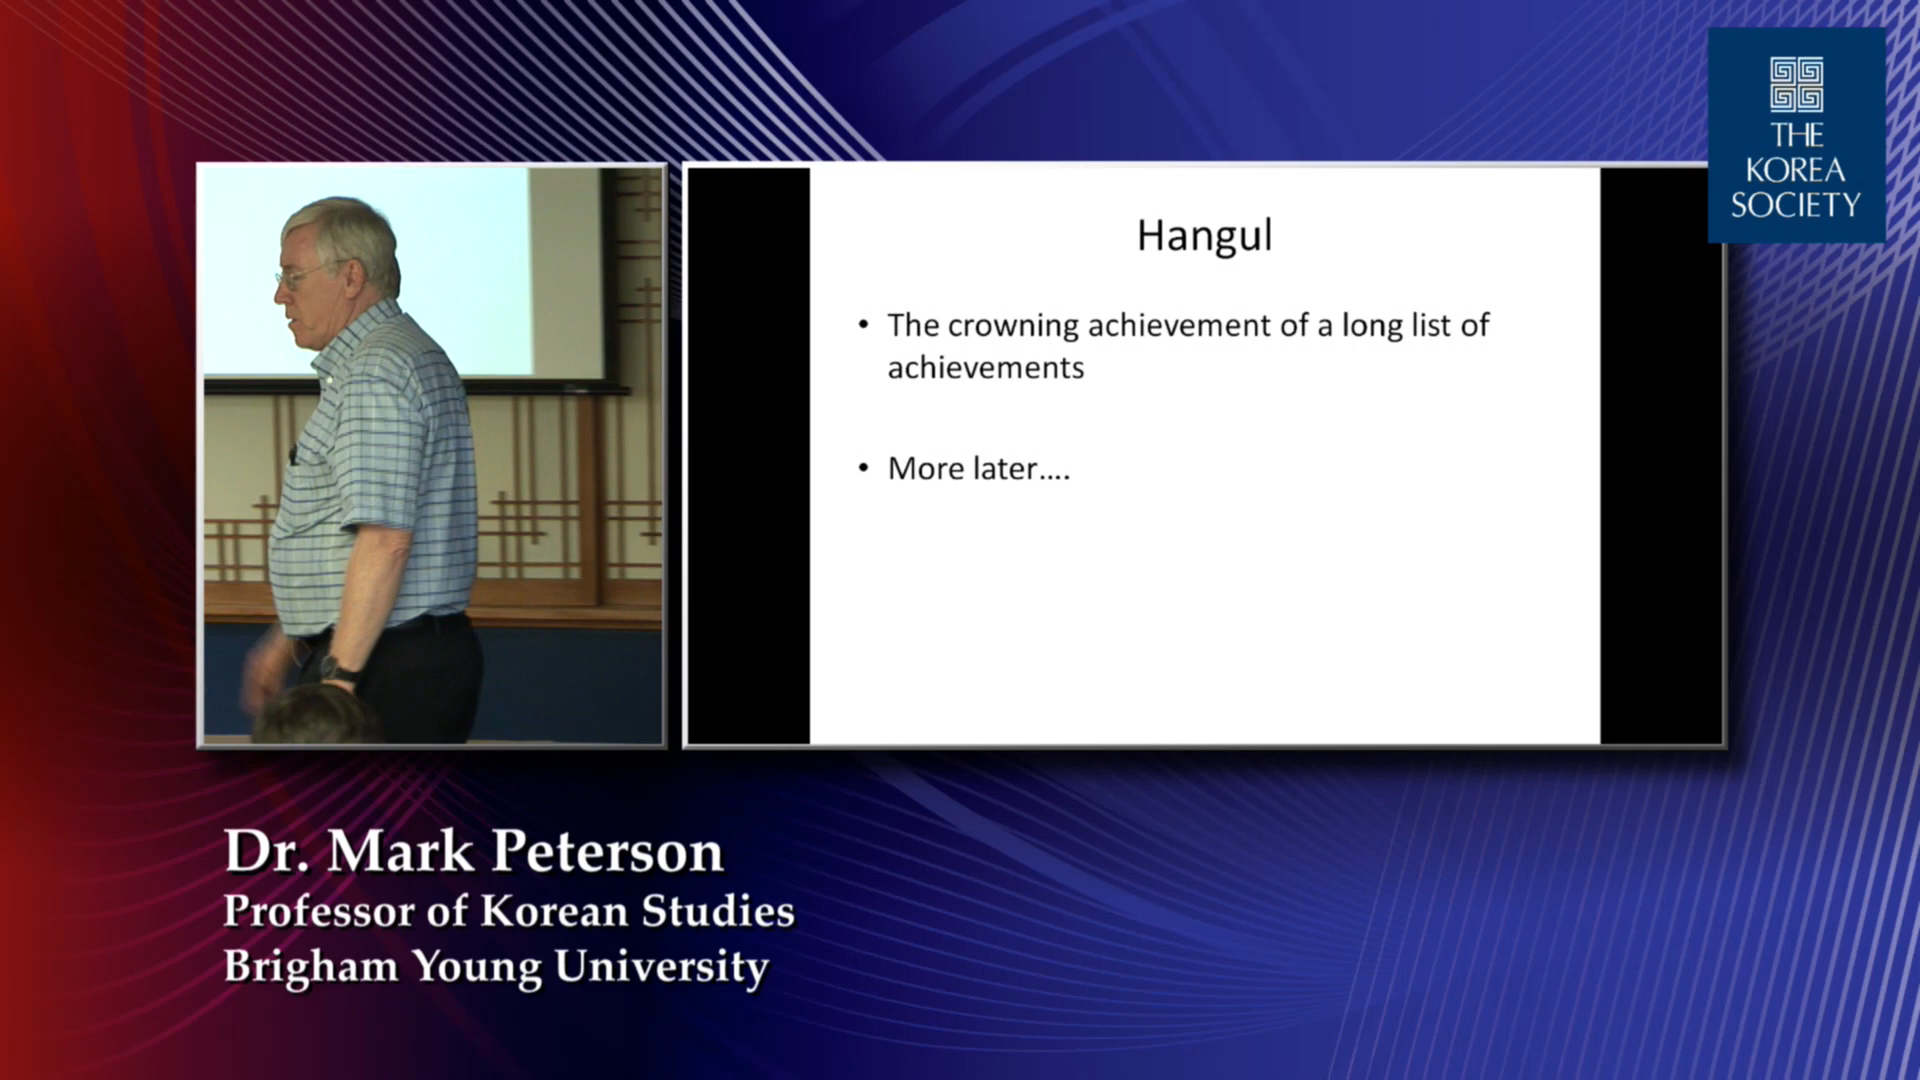 THE
KOREA
SOCIETY
Hangul
• The crowning achievement of a long list of
achievements
• More later....
Dr. Mark Peterson
Professor of Korean Studies
Brigham Young University